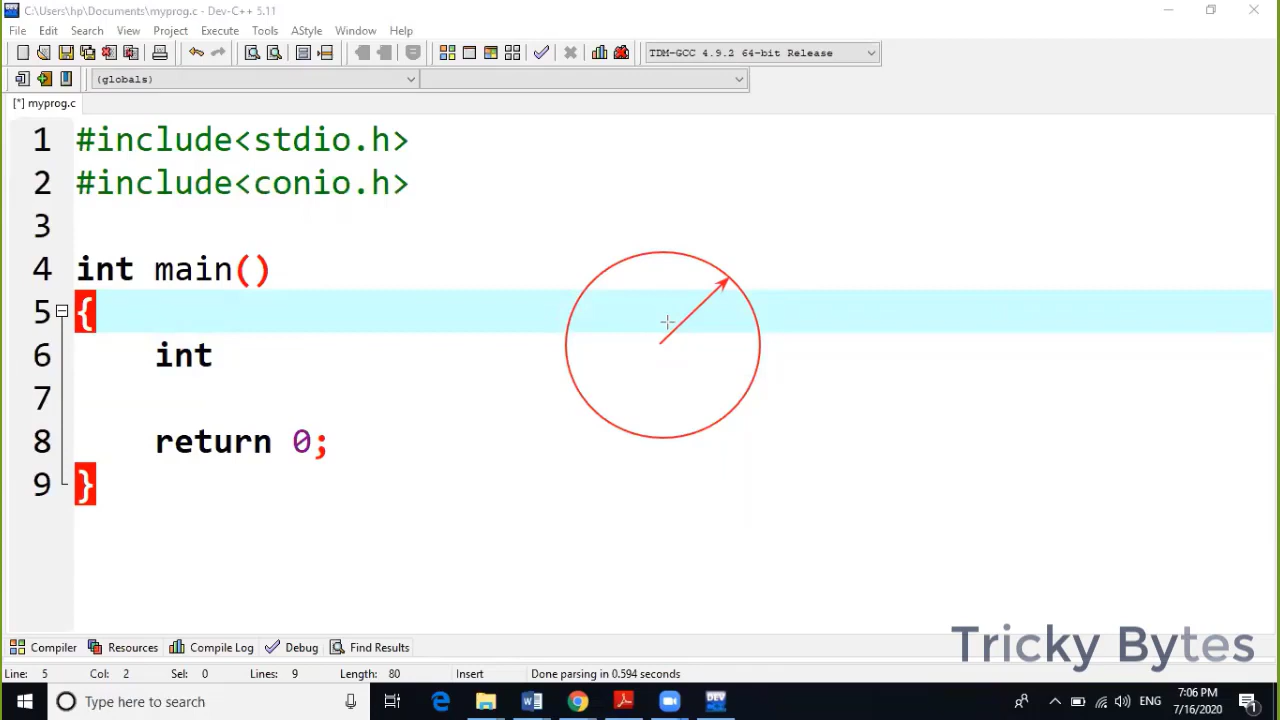 C:\Users\hp\Documents\myprog.c - Dev-C++ 5.11
File Edit Search View Project Execute Tools AStyle Window Help
TDM-GCC 4.9.2 64-bit Release
(globals)
[*] myprog.c
1 #include<stdio.h>
2 #include<conio.h>
3
4 int main()
5 {
6 int
7
8 return 0;
9 }
Tricky Bytes
Compiler Resources Compile Log Debug Find Results
Line: 5 Col: 2 Sel: 0 Lines: 9 Length: 80 Insert Done parsing in 0.594 seconds
Type here to search
DEV
ENG
7:06 PM
7/16/2020
1